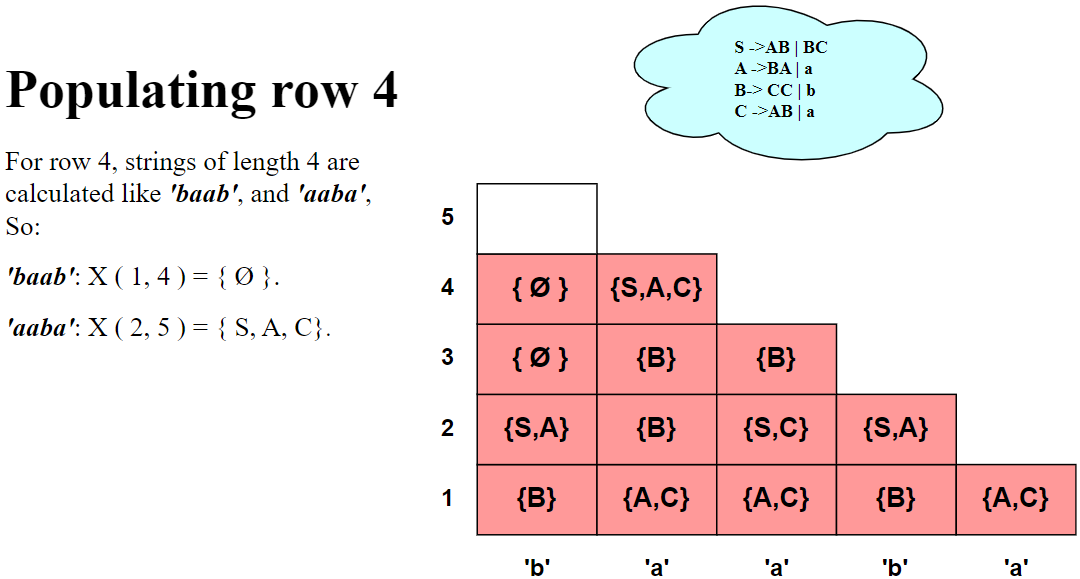 S ->AB | BC
A ->BA | a
B-> CC | b
C ->AB | a
Populating row 4
For row 4, strings of length 4 are
calculated like 'baab', and 'aaba',
So:
'baab': X ( 1, 4 ) = { Ø }.
'aaba': X ( 2, 5 ) = { S, A, C}.
5
4 { Ø } {S,A,C}
3 { Ø } {B} {B}
2 {S,A} {B} {S,C} {S,A}
1 {B} {A,C} {A,C} {B} {A,C}
'b' 'a' 'a' 'b' 'a'